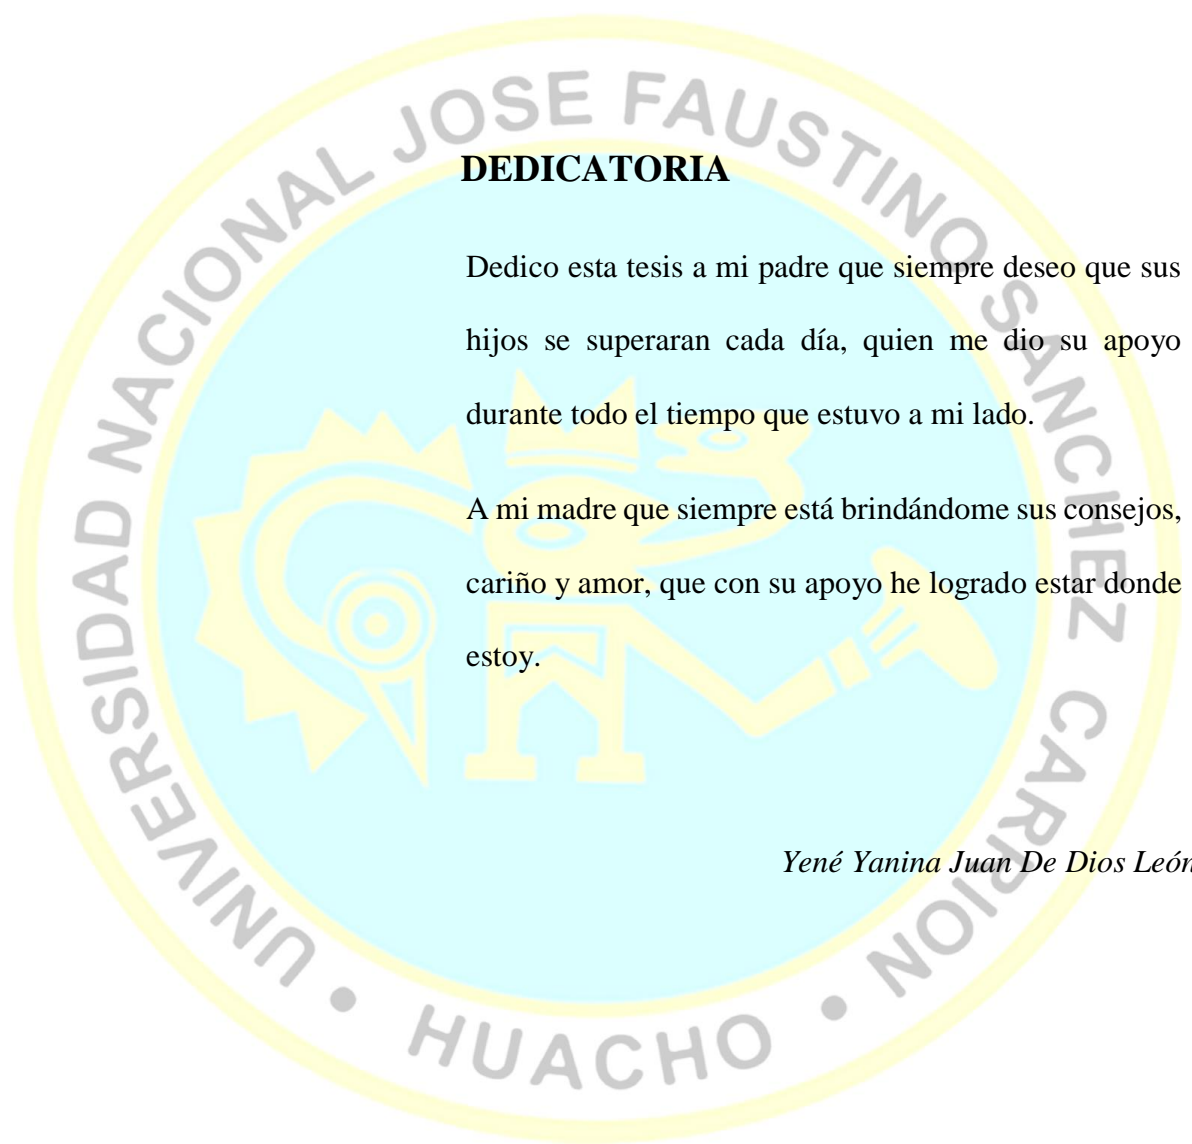 UNIVERSIDAD NACIONAL JOSE FAUSTINO SANCHEZ CARRION
• HUACHO •
DEDICATORIA
Dedico esta tesis a mi padre que siempre deseo que sus
hijos se superaran cada día, quien me dio su apoyo
durante todo el tiempo que estuvo a mi lado.
A mi madre que siempre está brindándome sus consejos,
cariño y amor, que con su apoyo he logrado estar donde
estoy.
Yené Yanina Juan De Dios León